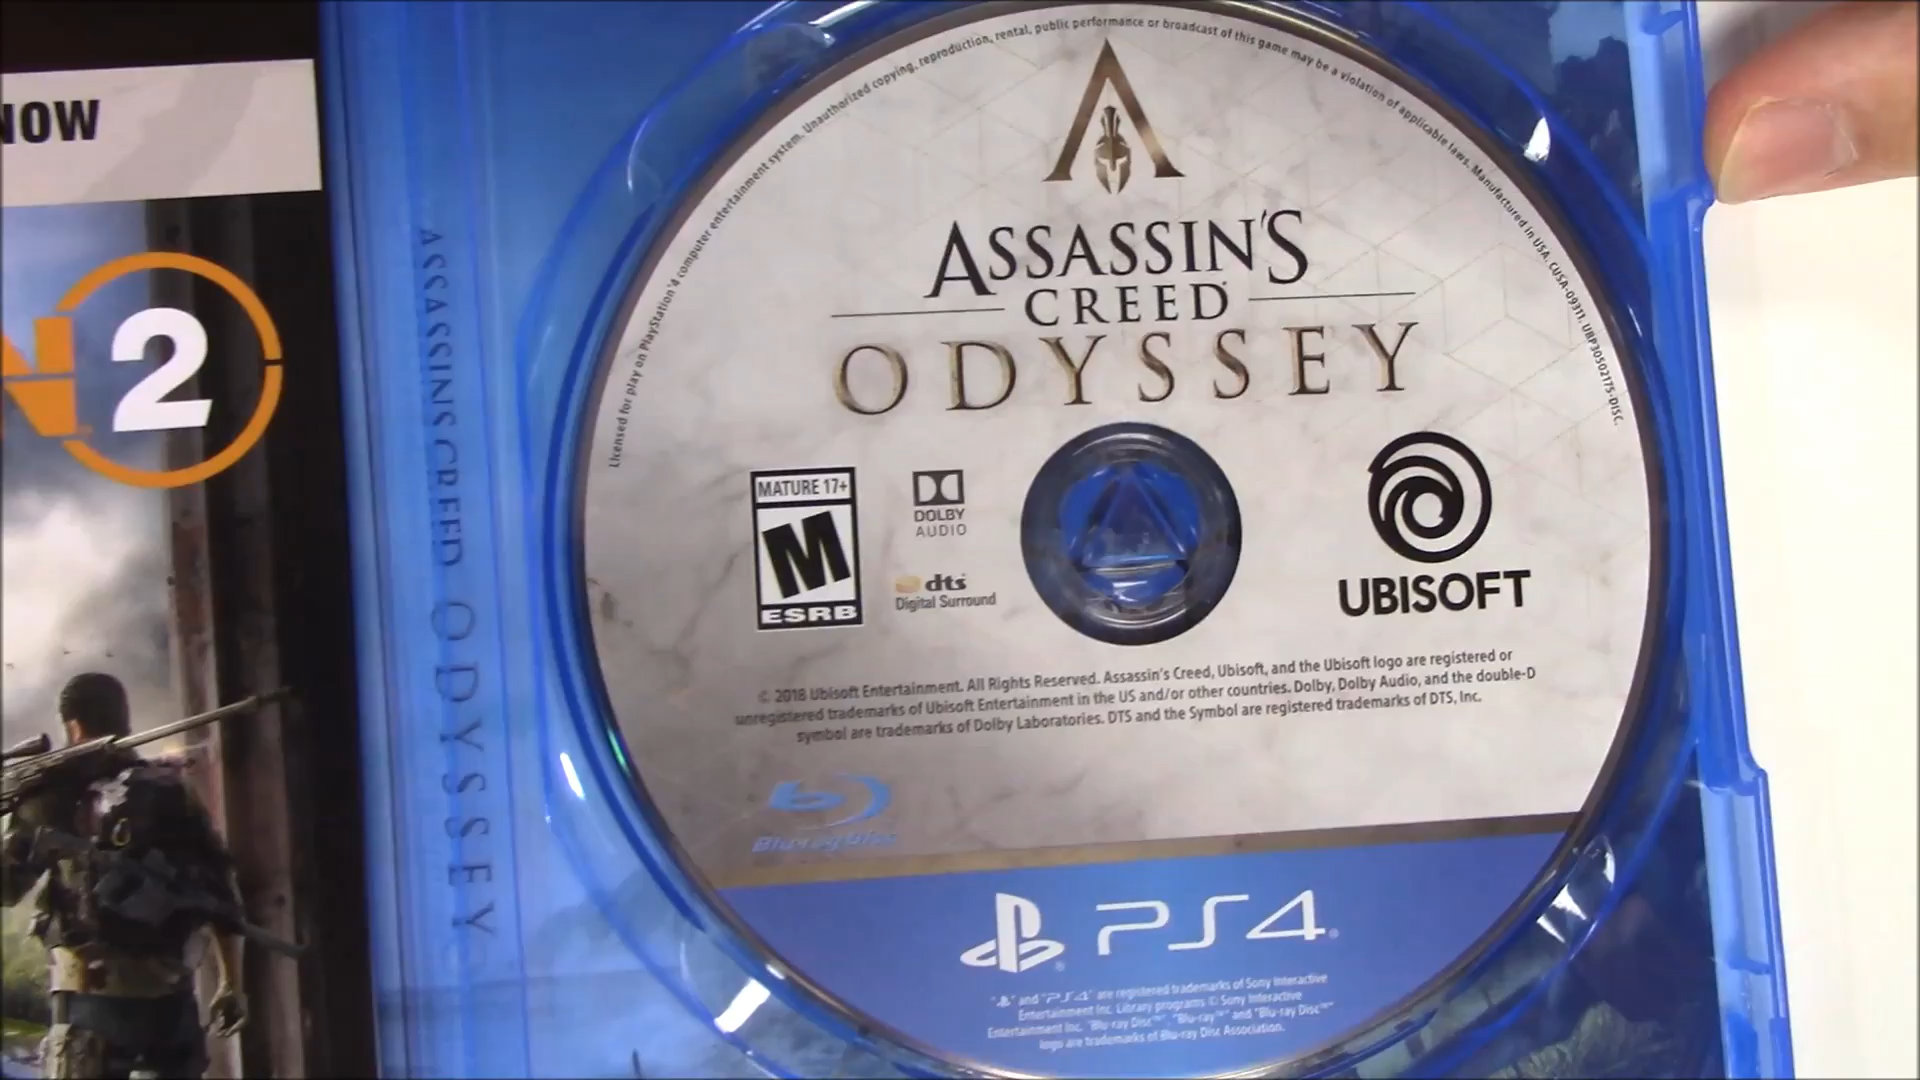 NOW
N 2
ASSASSIN'S CREED ODYSSEY
Licensed for play on PlayStation®4 computer entertainment system. Unauthorized copying, reproduction, rental, public performance or broadcast of this game may be a violation of applicable laws. Manufactured in USA. CUSA-09311. UBP30502175-DISC.
ASSASSIN'S
CREED
ODYSSEY
MATURE 17+
M
ESRB
DOLBY
AUDIO
dts
Digital Surround
UBISOFT
© 2018 Ubisoft Entertainment. All Rights Reserved. Assassin's Creed, Ubisoft, and the Ubisoft logo are registered or
unregistered trademarks of Ubisoft Entertainment in the US and/or other countries. Dolby, Dolby Audio, and the double-D
symbol are trademarks of Dolby Laboratories. DTS and the Symbol are registered trademarks of DTS, Inc.
Blu-ray Disc
PS4
"PS" and "PS4" are registered trademarks of Sony Interactive
Entertainment Inc. Library programs © Sony Interactive
Entertainment Inc. "Blu-ray Disc™", "Blu-ray™" and "Blu-ray Disc™"
logo are trademarks of Blu-ray Disc Association.